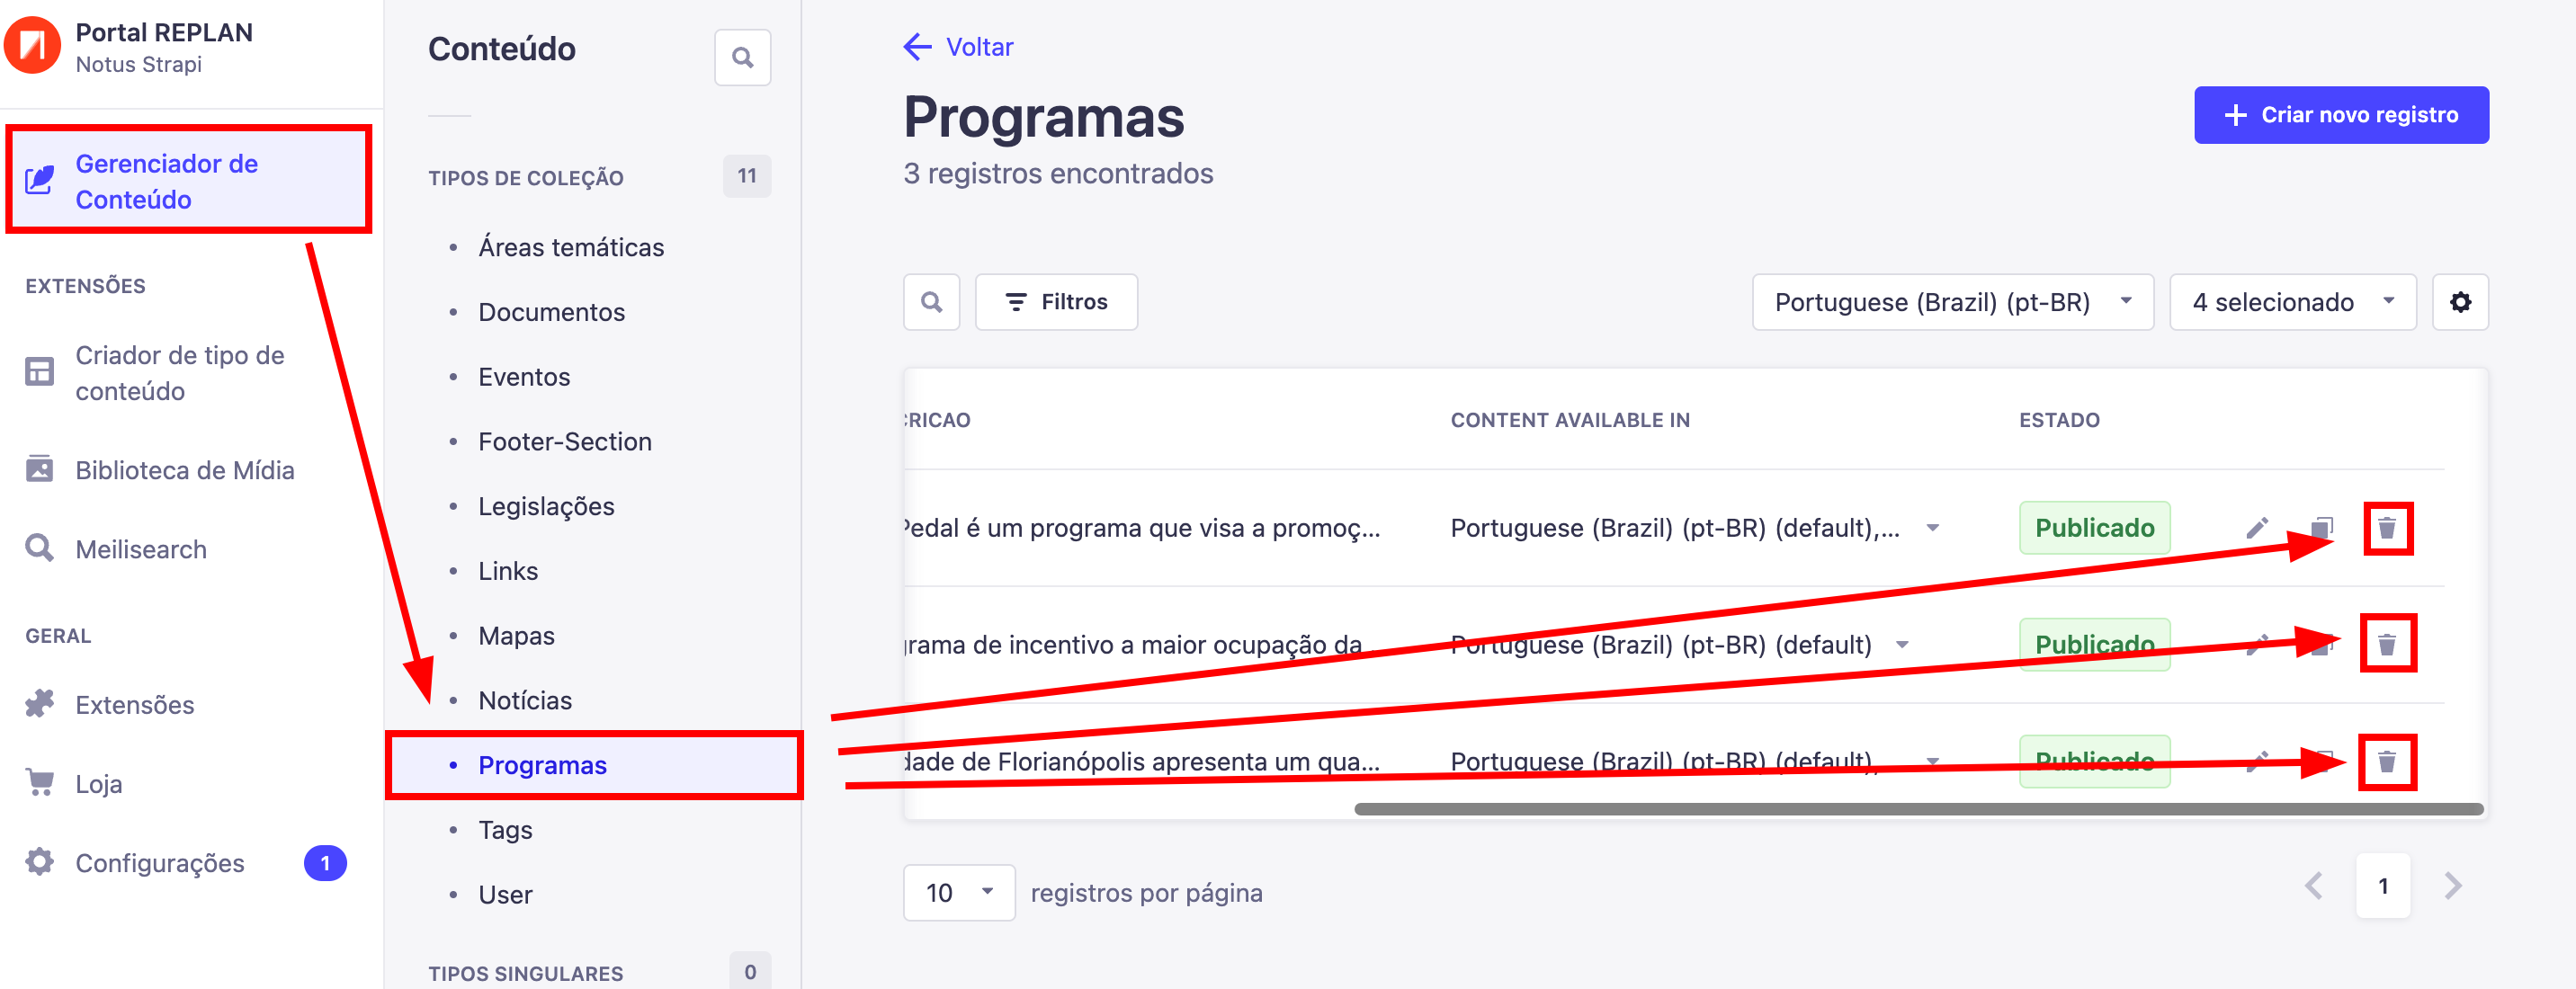 Portal REPLAN
Notus Strapi
Gerenciador de
Conteúdo
EXTENSÕES
Criador de tipo de
conteúdo
Biblioteca de Mídia
Meilisearch
GERAL
Extensões
Loja
Configurações 1
Conteúdo
TIPOS DE COLEÇÃO 11
Áreas temáticas
Documentos
Eventos
Footer-Section
Legislações
Links
Mapas
Notícias
Programas
Tags
User
TIPOS SINGULARES 0
Voltar
Programas
3 registros encontrados
Criar novo registro
Filtros
Portuguese (Brazil) (pt-BR)
4 selecionado
CRICAO CONTENT AVAILABLE IN ESTADO
Pedal é um programa que visa a promoç... Portuguese (Brazil) (pt-BR) (default),... Publicado
grama de incentivo a maior ocupação da... Portuguese (Brazil) (pt-BR) (default) Publicado
dade de Florianópolis apresenta um qua... Portuguese (Brazil) (pt-BR) (default), Publicado
10 registros por página
1